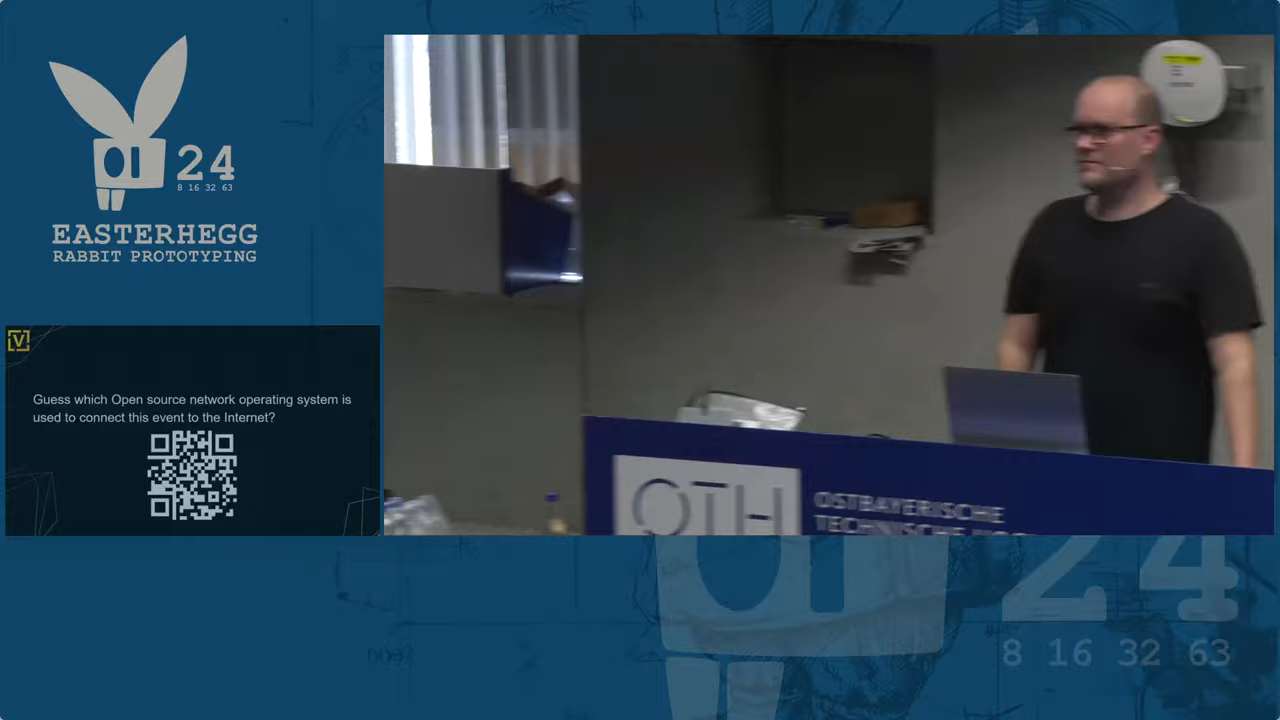 24
8 16 32 63
EASTERHEGG
RABBIT PROTOTYPING
V
Guess which Open source network operating system is
used to connect this event to the Internet?
OTH
OSTBAYERISCHE
TECHNISCHE
24
8 16 32 63